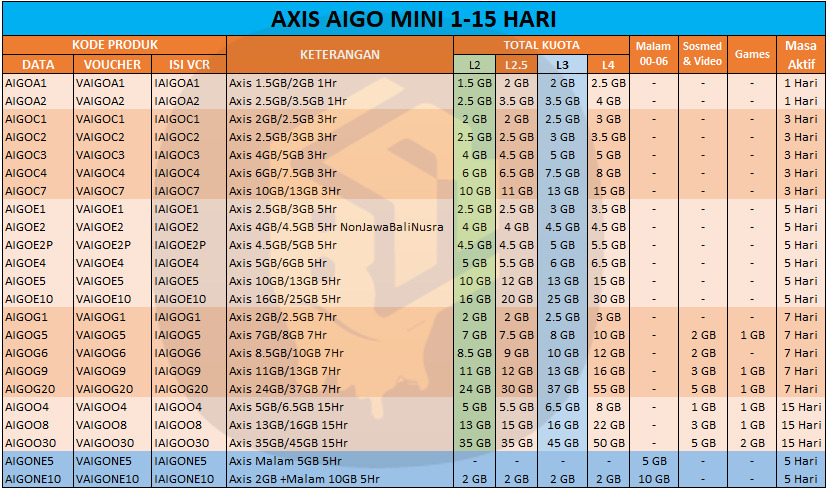 AXIS AIGO MINI 1-15 HARI
KODE PRODUK KETERANGAN TOTAL KUOTA Malam 00-06 Sosmed & Video Games Masa Aktif
DATA VOUCHER ISI VCR L2 L2.5 L3 L4
AIGOA1 VAIGOA1 IAIGOA1 Axis 1.5GB/2GB 1Hr 1.5 GB 2 GB 2 GB 2.5 GB - - - 1 Hari
AIGOA2 VAIGOA2 IAIGOA2 Axis 2.5GB/3.5GB 1Hr 2.5 GB 3.5 GB 3.5 GB 4 GB - - - 1 Hari
AIGOC1 VAIGOC1 IAIGOC1 Axis 2GB/2.5GB 3Hr 2 GB 2 GB 2.5 GB 3 GB - - - 3 Hari
AIGOC2 VAIGOC2 IAIGOC2 Axis 2.5GB/3GB 3Hr 2.5 GB 2.5 GB 3 GB 3.5 GB - - - 3 Hari
AIGOC3 VAIGOC3 IAIGOC3 Axis 4GB/5GB 3Hr 4 GB 4.5 GB 5 GB 5 GB - - - 3 Hari
AIGOC4 VAIGOC4 IAIGOC4 Axis 6GB/7.5GB 3Hr 6 GB 6.5 GB 7.5 GB 8 GB - - - 3 Hari
AIGOC7 VAIGOC7 IAIGOC7 Axis 10GB/13GB 3Hr 10 GB 11 GB 13 GB 15 GB - - - 3 Hari
AIGOE1 VAIGOE1 IAIGOE1 Axis 2.5GB/3GB 5Hr 2.5 GB 2.5 GB 3 GB 3.5 GB - - - 5 Hari
AIGOE2 VAIGOE2 IAIGOE2 Axis 4GB/4.5GB 5Hr NonJawaBaliNusra 4 GB 4 GB 4.5 GB 4.5 GB - - - 5 Hari
AIGOE2P VAIGOE2P IAIGOE2P Axis 4.5GB/5GB 5Hr 4.5 GB 4.5 GB 5 GB 5.5 GB - - - 5 Hari
AIGOE4 VAIGOE4 IAIGOE4 Axis 5GB/6GB 5Hr 5 GB 5.5 GB 6 GB 6.5 GB - - - 5 Hari
AIGOE5 VAIGOE5 IAIGOE5 Axis 10GB/13GB 5Hr 10 GB 12 GB 13 GB 15 GB - - - 5 Hari
AIGOE10 VAIGOE10 IAIGOE10 Axis 16GB/25GB 5Hr 16 GB 20 GB 25 GB 30 GB - - - 5 Hari
AIGOG1 VAIGOG1 IAIGOG1 Axis 2GB/2.5GB 7Hr 2 GB 2 GB 2.5 GB 3 GB - - - 7 Hari
AIGOG5 VAIGOG5 IAIGOG5 Axis 7GB/8GB 7Hr 7 GB 7.5 GB 8 GB 10 GB - 2 GB 1 GB 7 Hari
AIGOG6 VAIGOG6 IAIGOG6 Axis 8.5GB/10GB 7Hr 8.5 GB 9 GB 10 GB 12 GB - 2 GB - 7 Hari
AIGOG9 VAIGOG9 IAIGOG9 Axis 11GB/13GB 7Hr 11 GB 12 GB 13 GB 16 GB - 3 GB 1 GB 7 Hari
AIGOG20 VAIGOG20 IAIGOG20 Axis 24GB/37GB 7Hr 24 GB 30 GB 37 GB 55 GB - 5 GB 1 GB 7 Hari
AIGOO4 VAIGOO4 IAIGOO4 Axis 5GB/6.5GB 15Hr 5 GB 5.5 GB 6.5 GB 8 GB - 1 GB 1 GB 15 Hari
AIGOO8 VAIGOO8 IAIGOO8 Axis 13GB/16GB 15Hr 13 GB 15 GB 16 GB 22 GB - 3 GB 1 GB 15 Hari
AIGOO30 VAIGOO30 IAIGOO30 Axis 35GB/45GB 15Hr 35 GB 35 GB 45 GB 50 GB - 5 GB 2 GB 15 Hari
AIGONE5 VAIGONE5 IAIGONE5 Axis Malam 5GB 5Hr - - - - 5 GB - - 5 Hari
AIGONE10 VAIGONE10 IAIGONE10 Axis 2GB +Malam 10GB 5Hr 2 GB 2 GB 2 GB 2 GB 10 GB - - 5 Hari